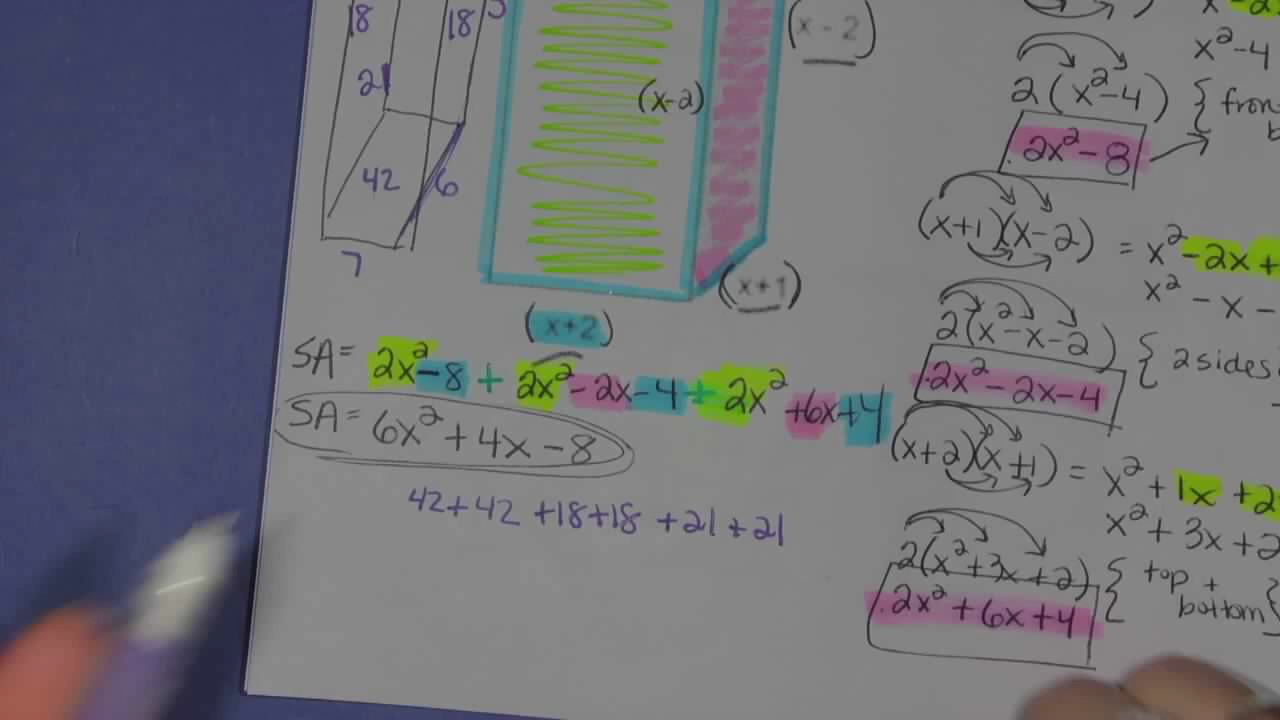 18
18
3
21
42
6
7
(x-2)
(x-2)
(x+1)
(x+2)
SA = 2x²-8 + 2x²-2x-4 + 2x²+6x+4
SA = 6x²+4x-8
42+42+18+18+21+21
x²-4
2(x²-4) {
2x²-8
(x+1)(x-2) = x²-2x+
x²-x-
2(x²-x-2) { 2 sides
2x²-2x-4
(x+2)(x+1) = x²+1x+2
x²+3x+2
2(x²+3x+2) { top +
bottom }
2x²+6x+4